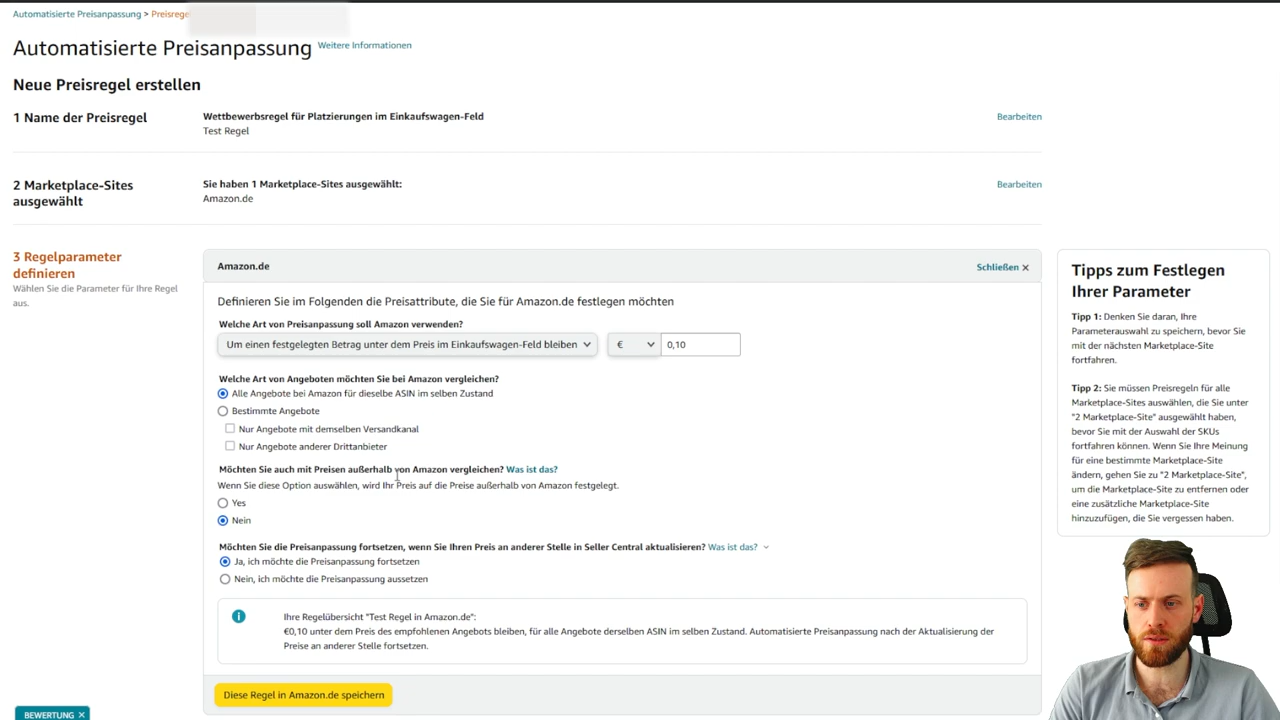 Automatisierte Preisanpassung > Preisrege
Automatisierte Preisanpassung Weitere Informationen
Neue Preisregel erstellen
1 Name der Preisregel
Wettbewerbsregel für Platzierungen im Einkaufswagen-Feld
Bearbeiten
Test Regel
2 Marketplace-Sites
ausgewählt
Sie haben 1 Marketplace-Sites ausgewählt:
Bearbeiten
Amazon.de
3 Regelparameter
definieren
Wählen Sie die Parameter für Ihre Regel
aus.
Amazon.de
Schließen ×
Definieren Sie im Folgenden die Preisattribute, die Sie für Amazon.de festlegen möchten
Welche Art von Preisanpassung soll Amazon verwenden?
Um einen festgelegten Betrag unter dem Preis im Einkaufswagen-Feld bleiben
€
0,10
Welche Art von Angeboten möchten Sie bei Amazon vergleichen?
Alle Angebote bei Amazon für dieselbe ASIN im selben Zustand
Bestimmte Angebote
Nur Angebote mit demselben Versandkanal
Nur Angebote anderer Drittanbieter
Möchten Sie auch mit Preisen außerhalb von Amazon vergleichen? Was ist das?
Wenn Sie diese Option auswählen, wird Ihr Preis auf die Preise außerhalb von Amazon festgelegt.
Yes
Nein
Möchten Sie die Preisanpassung fortsetzen, wenn Sie Ihren Preis an anderer Stelle in Seller Central aktualisieren? Was ist das?
Ja, ich möchte die Preisanpassung fortsetzen
Nein, ich möchte die Preisanpassung aussetzen
Ihre Regelübersicht "Test Regel in Amazon.de":
€0,10 unter dem Preis des empfohlenen Angebots bleiben, für alle Angebote derselben ASIN im selben Zustand. Automatisierte Preisanpassung nach der Aktualisierung der
Preise an anderer Stelle fortsetzen.
Diese Regel in Amazon.de speichern
Tipps zum Festlegen
Ihrer Parameter
Tipp 1: Denken Sie daran, Ihre
Parameterauswahl zu speichern, bevor Sie
mit der nächsten Marketplace-Site
fortfahren.
Tipp 2: Sie müssen Preisregeln für alle
Marketplace-Sites auswählen, die Sie unter
"2 Marketplace-Site" ausgewählt haben,
bevor Sie mit der Auswahl der SKUs
fortfahren können. Wenn Sie Ihre Meinung
für eine bestimmte Marketplace-Site
ändern, gehen Sie zu "2 Marketplace-Site",
um die Marketplace-Site zu entfernen oder
eine zusätzliche Marketplace-Site
hinzuzufügen, die Sie vergessen haben.
BEWERTUNG ×